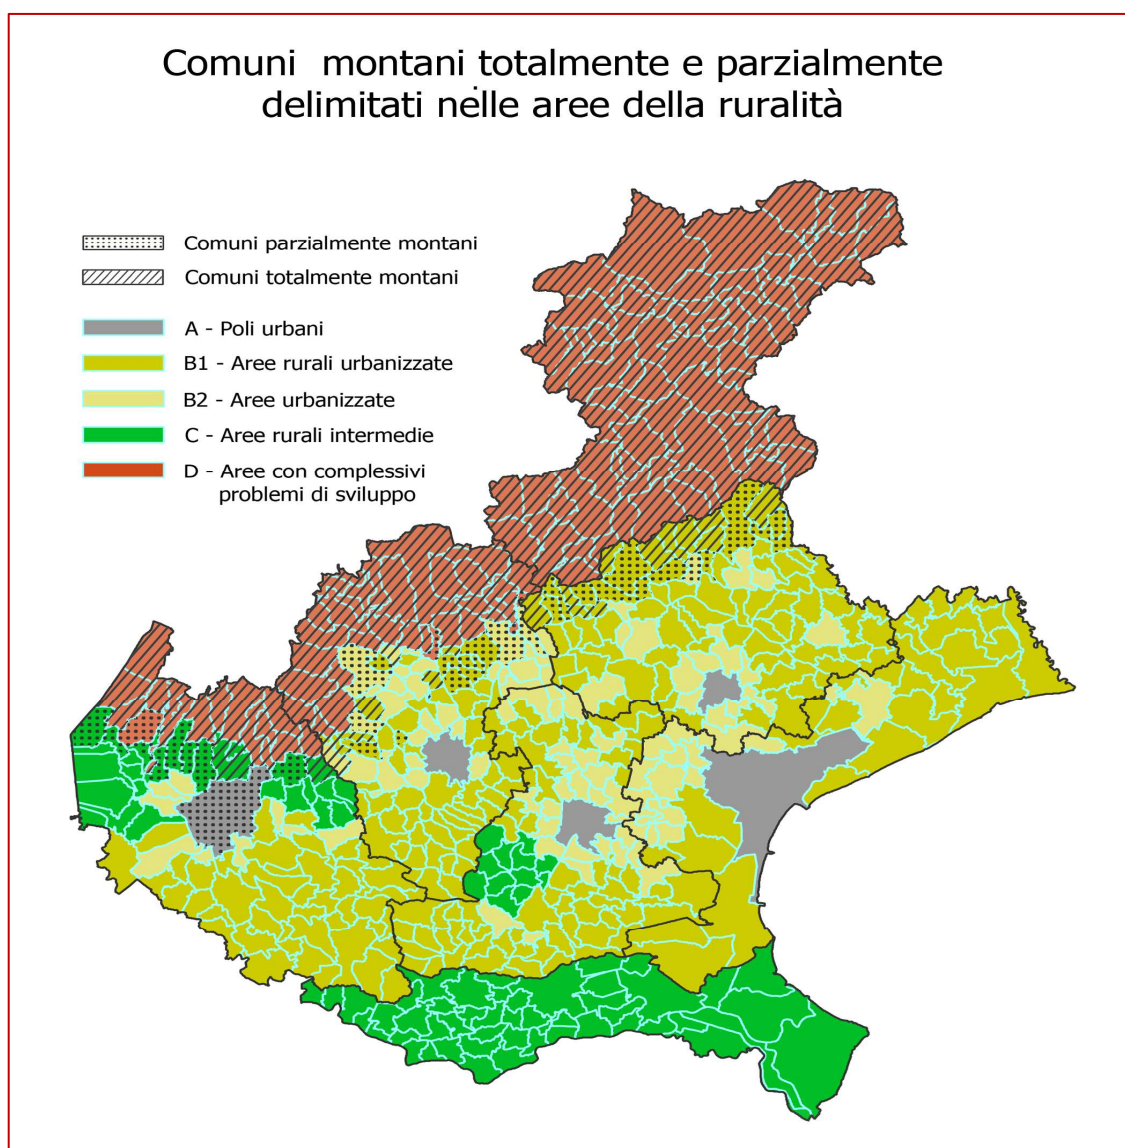 Comuni montani totalmente e parzialmente
delimitati nelle aree della ruralità
Comuni parzialmente montani
Comuni totalmente montani
A - Poli urbani
B1 - Aree rurali urbanizzate
B2 - Aree urbanizzate
C - Aree rurali intermedie
D - Aree con complessivi
problemi di sviluppo